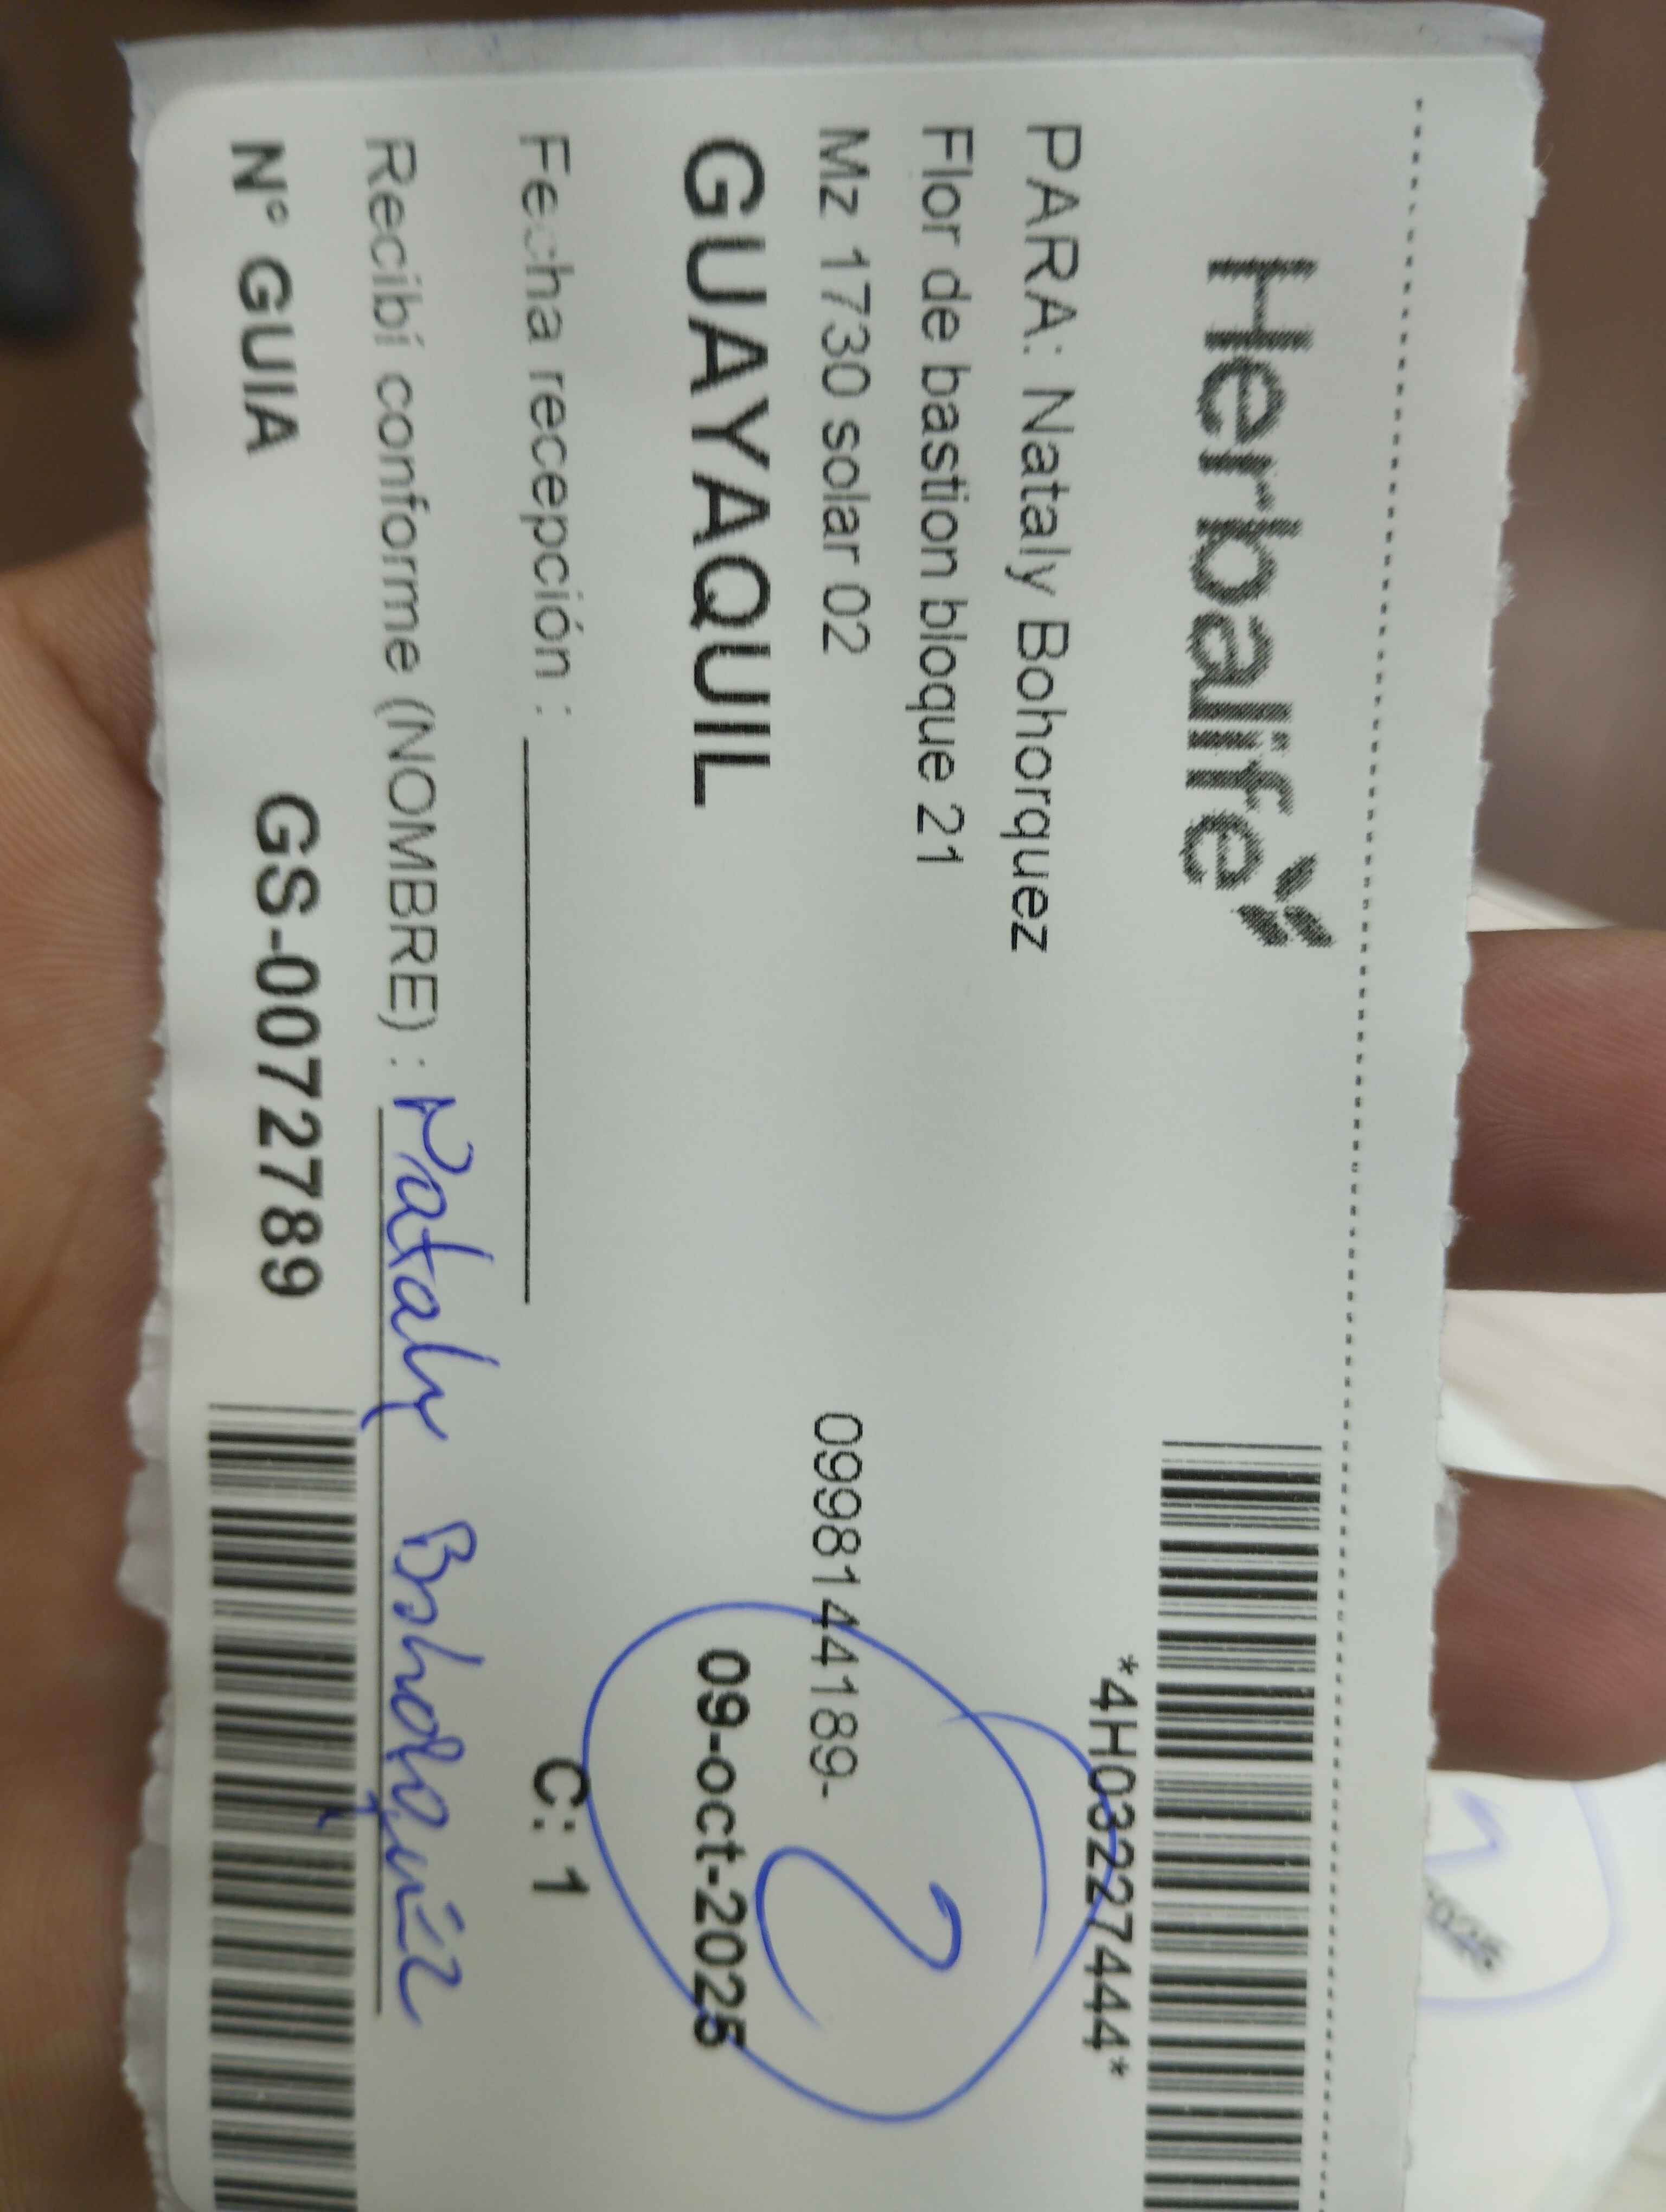 Herbalife
*4H03227444*
PARA: Nataly Bohorquez
Flor de bastion bloque 21
Mz 1730 solar 02 0998144189-
2
GUAYAQUIL 09-oct-2025
Fecha recepción : C: 1
Recibí conforme (NOMBRE) : Nataly Bohorquez
N° GUIA GS-00727789